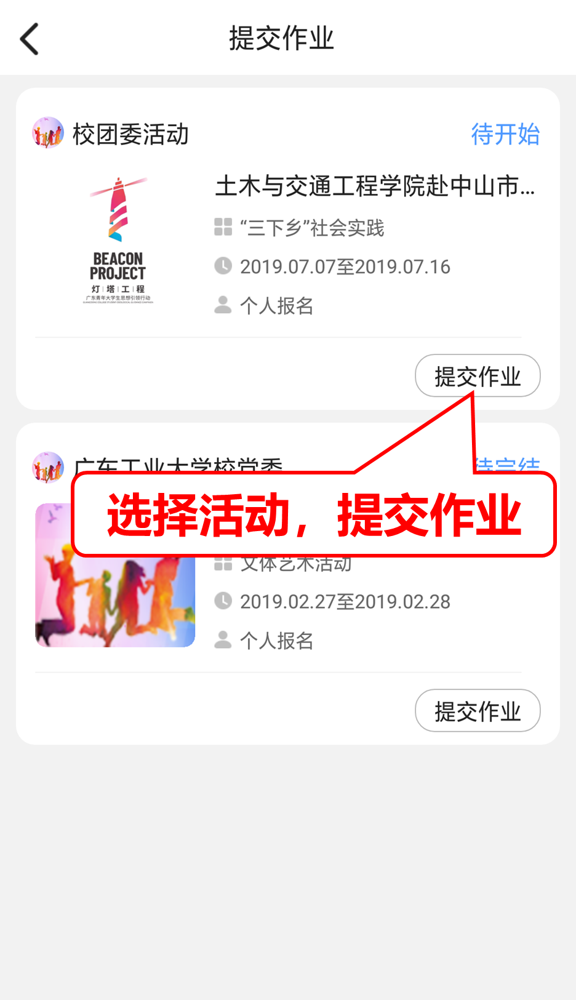 提交作业
校团委活动
待开始
土木与交通工程学院赴中山市...
“三下乡”社会实践
2019.07.07至2019.07.16
个人报名
BEACON
PROJECT
灯 | 塔 | 工 | 程
广东青年大学生思想引领行动
提交作业
广东工业大学校党委
待完结
选择活动，提交作业
文体艺术活动
2019.02.27至2019.02.28
个人报名
提交作业